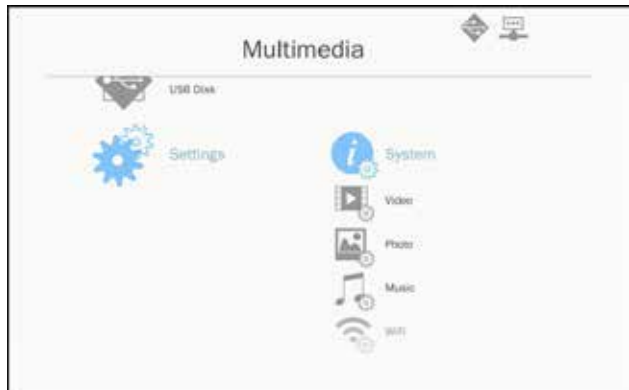 Multimedia
USB Disk
Settings
System
Video
Photo
Music
Wifi